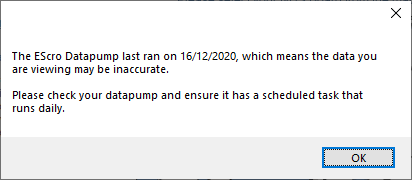 The EScro Datapump last ran on 16/12/2020, which means the data you
are viewing may be inaccurate.
Please check your datapump and ensure it has a scheduled task that
runs daily.
OK